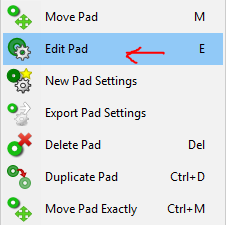 Move Pad M
Edit Pad E
New Pad Settings
Export Pad Settings
Delete Pad Del
Duplicate Pad Ctrl+D
Move Pad Exactly Ctrl+M